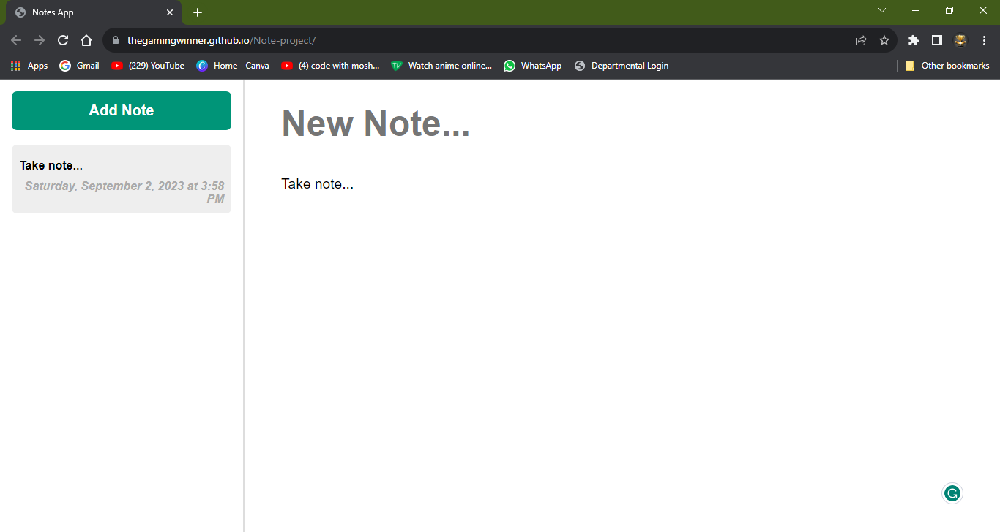 Notes App
thegamingwinner.github.io/Note-project/
Apps Gmail (229) YouTube Home - Canva (4) code with mosh... Watch anime online... WhatsApp Departmental Login Other bookmarks
Add Note
New Note...
Take note...
Saturday, September 2, 2023 at 3:58
PM
Take note...